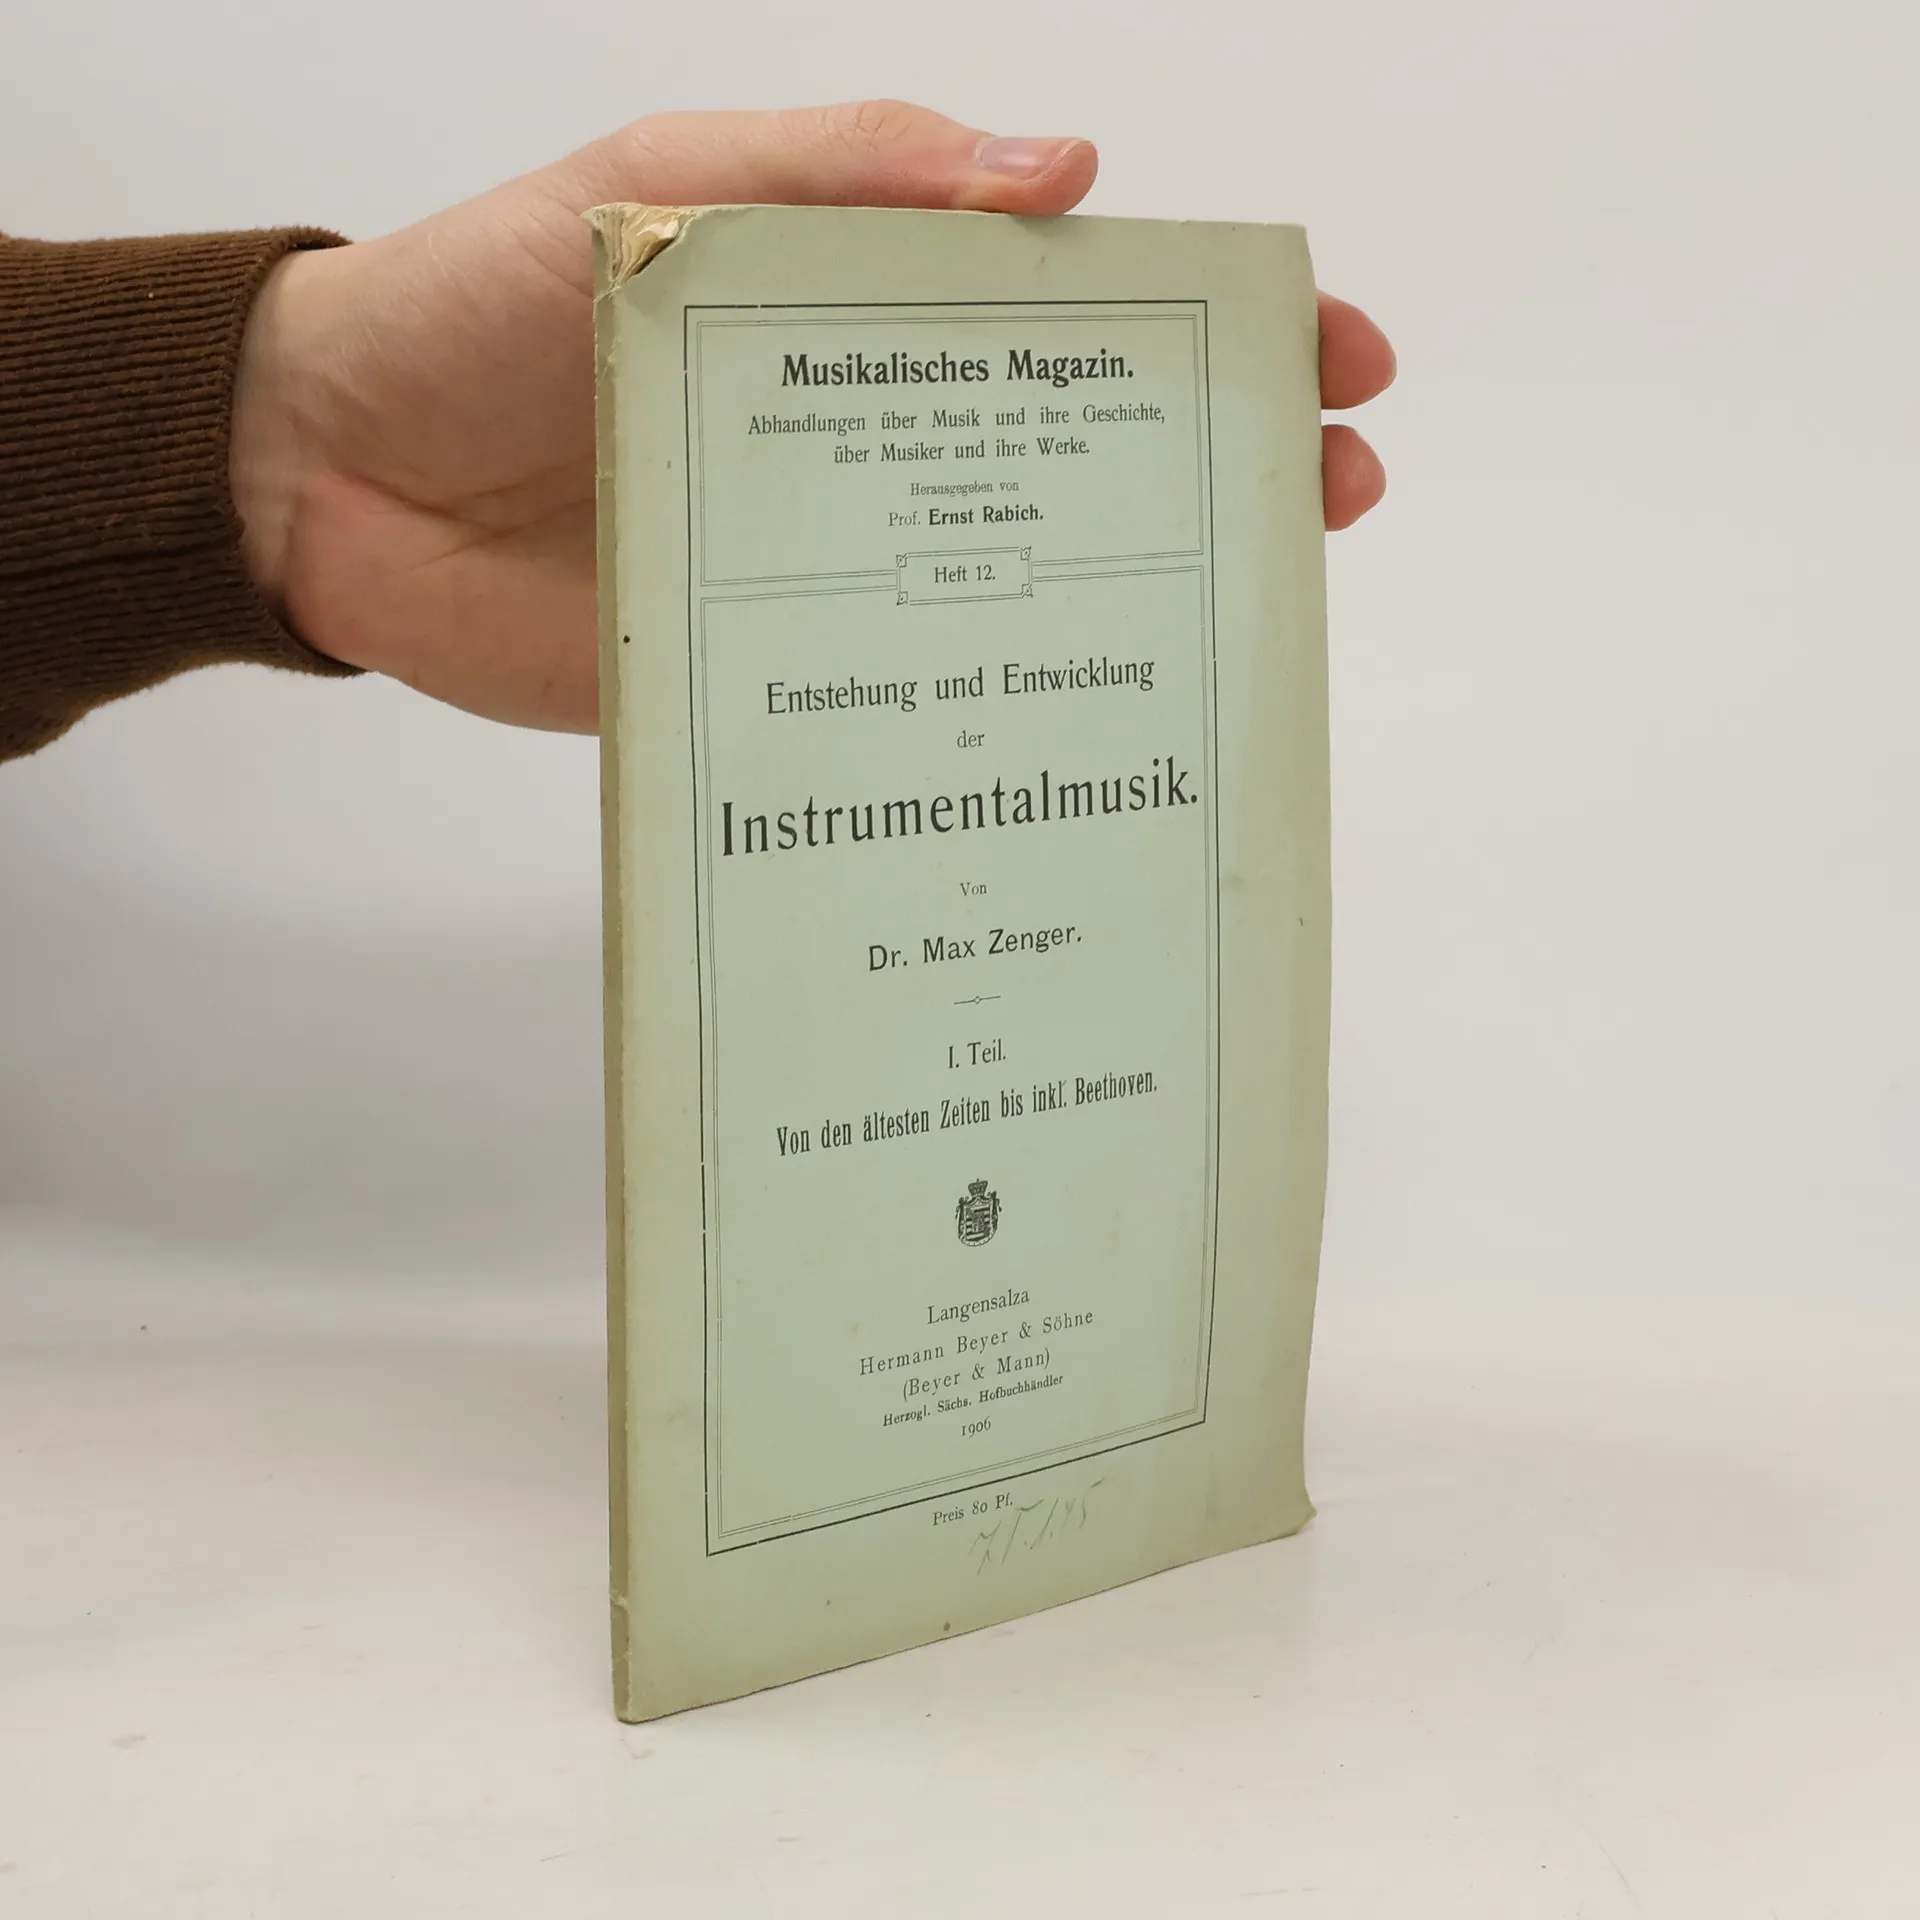 Musikalisches Magazin.
Abhandlungen über Musik und ihre Geschichte,
über Musiker und ihre Werke.
Herausgegeben von
Prof. Ernst Rabich.
Heft 12.
Entstehung und Entwicklung
der
Instrumentalmusik.
Von
Dr. Max Zenger.
I. Teil.
Von den ältesten Zeiten bis inkl. Beethoven.
Langensalza
Hermann Beyer & Söhne
(Beyer & Mann)
Herzogl. Sächs. Hofbuchhändler
1906
Preis 80 Pf.